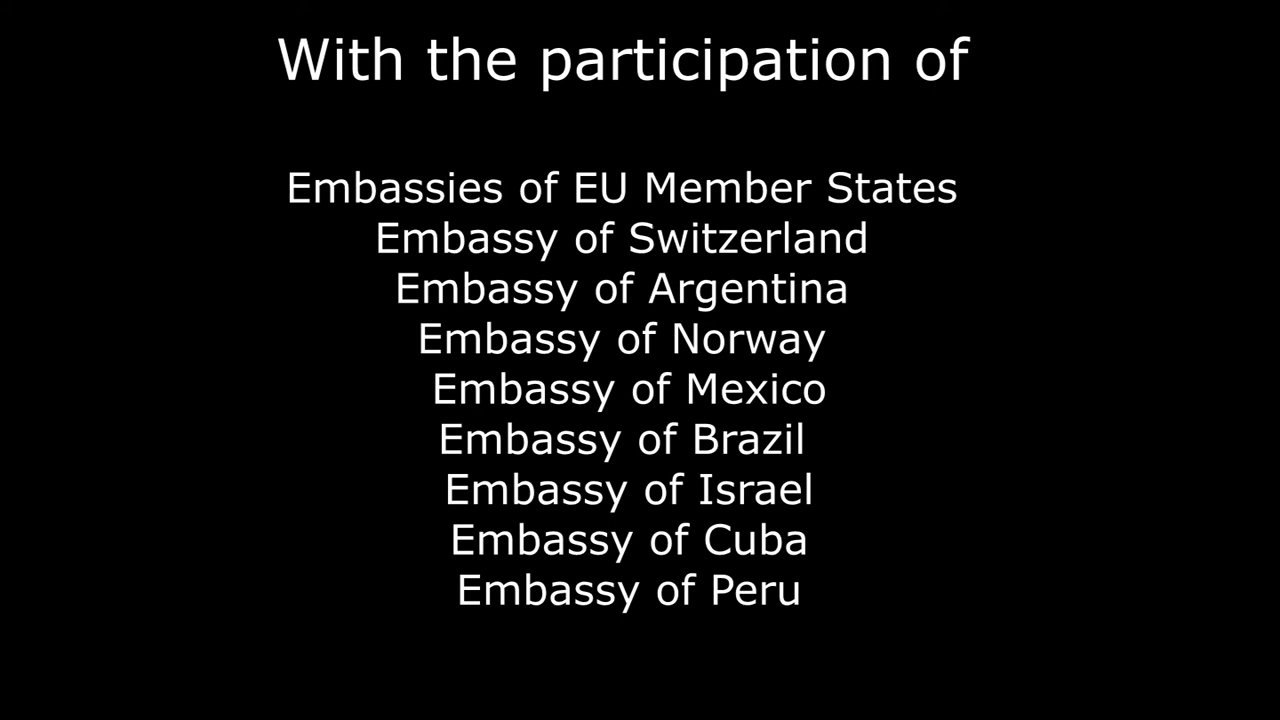 With the participation of
Embassies of EU Member States
Embassy of Switzerland
Embassy of Argentina
Embassy of Norway
Embassy of Mexico
Embassy of Brazil
Embassy of Israel
Embassy of Cuba
Embassy of Peru